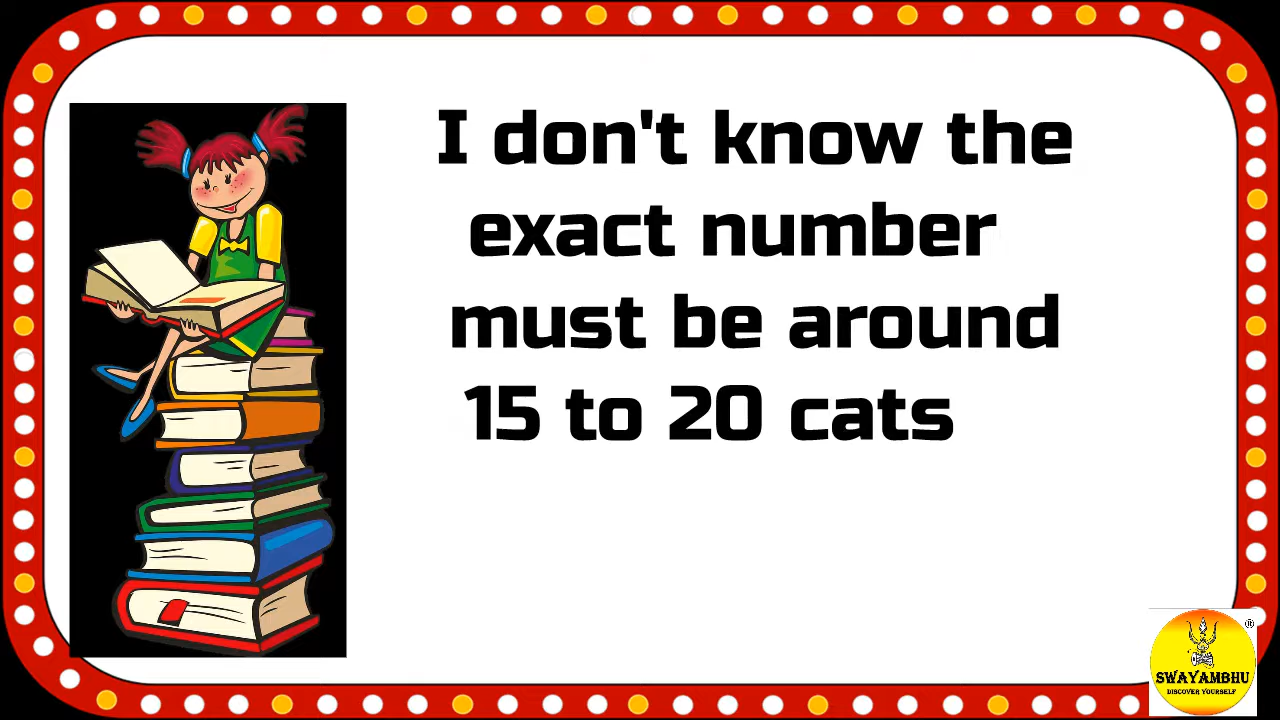 I don't know the
exact number
must be around
15 to 20 cats
SWAYAMBHU
DISCOVER YOURSELF